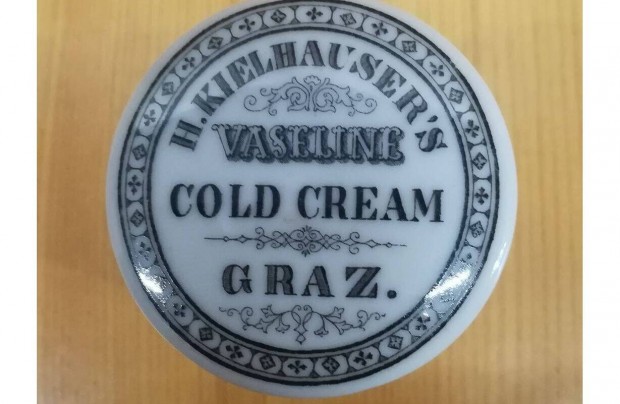 H. KIELHAUSER'S
VASELINE
COLD CREAM
GRAZ.